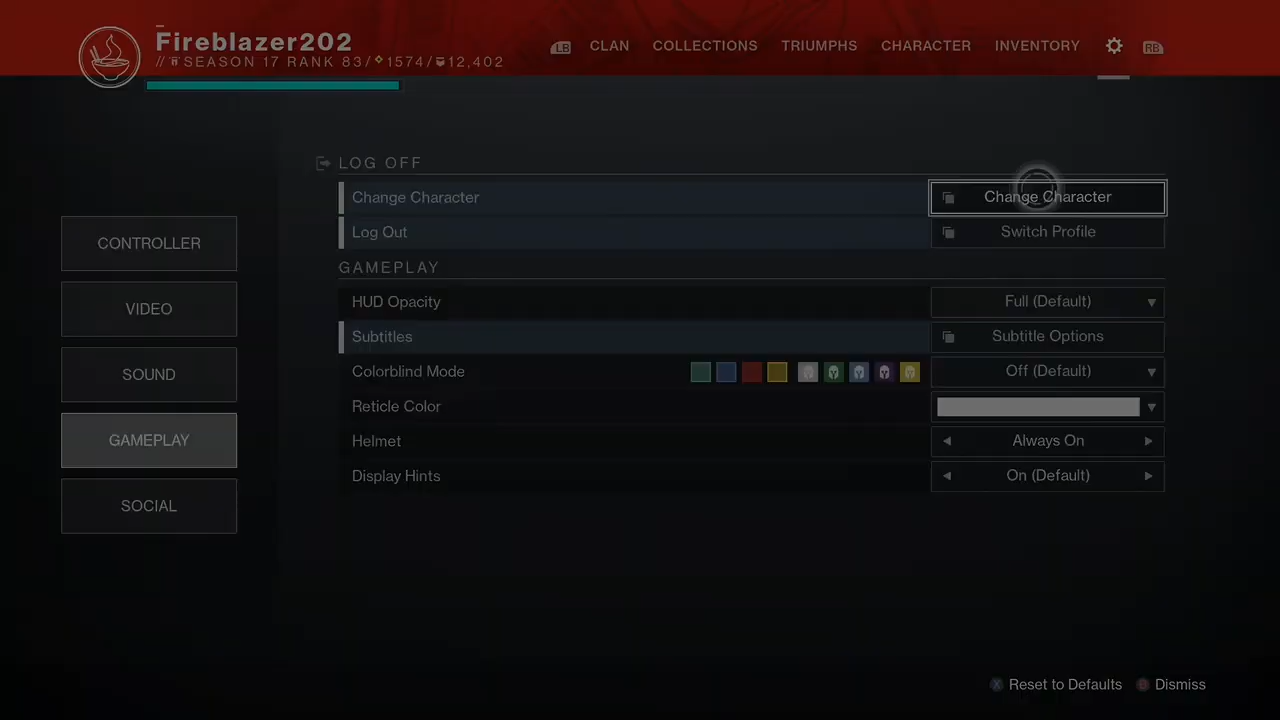 Fireblazer202
// SEASON 17 RANK 83/ 1574/ 12,402
LB CLAN COLLECTIONS TRIUMPHS CHARACTER INVENTORY RB
LOG OFF
Change Character Change Character
Log Out Switch Profile
GAMEPLAY
HUD Opacity Full (Default)
Subtitles Subtitle Options
Colorblind Mode Off (Default)
Reticle Color
Helmet Always On
Display Hints On (Default)
CONTROLLER
VIDEO
SOUND
GAMEPLAY
SOCIAL
X Reset to Defaults B Dismiss